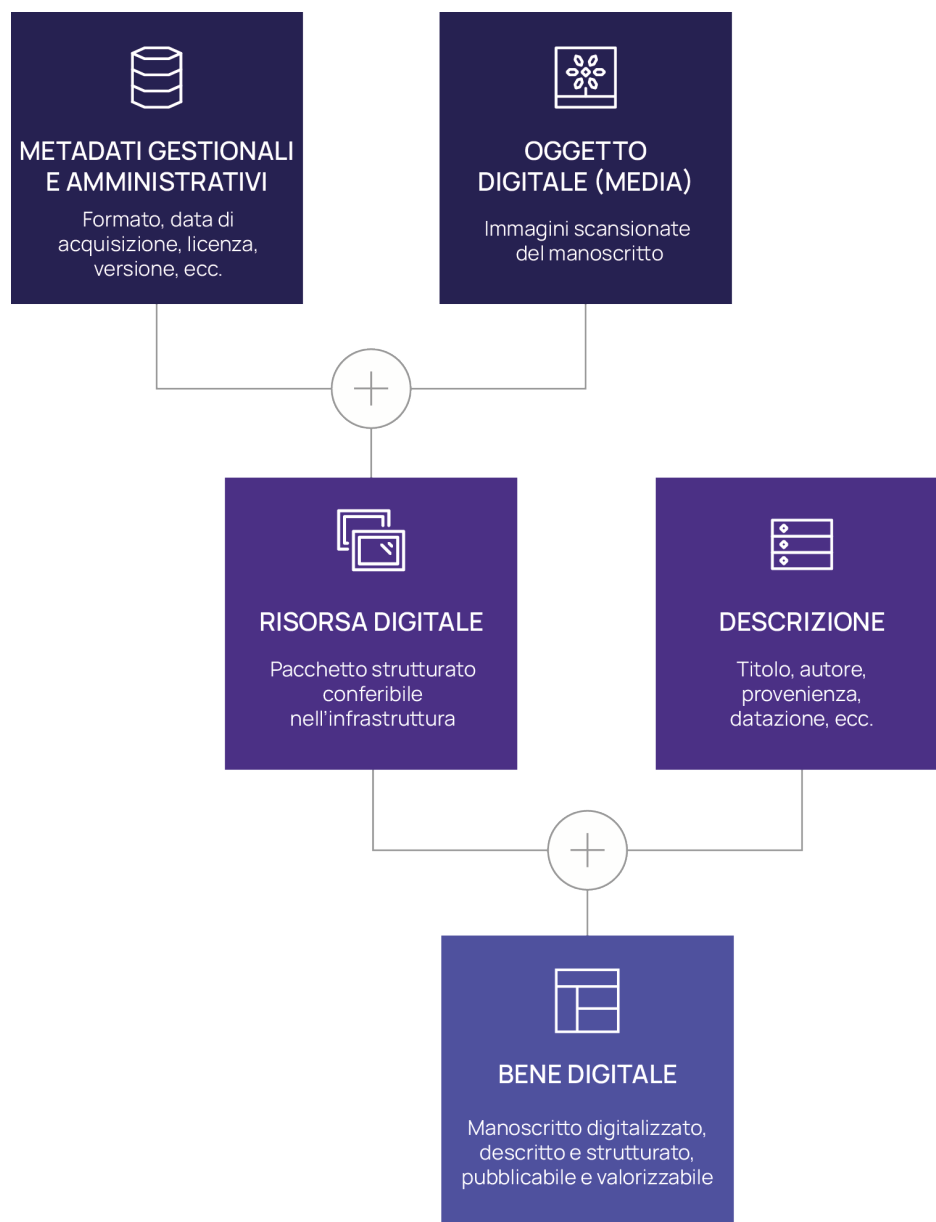 METADATI GESTIONALI
E AMMINISTRATIVI
Formato, data di
acquisizione, licenza,
versione, ecc.
OGGETTO
DIGITALE (MEDIA)
Immagini scansionate
del manoscritto
RISORSA DIGITALE
Pacchetto strutturato
conferibile
nell’infrastruttura
DESCRIZIONE
Titolo, autore,
provenienza,
datazione, ecc.
BENE DIGITALE
Manoscritto digitalizzato,
descritto e strutturato,
pubblicabile e valorizzabile